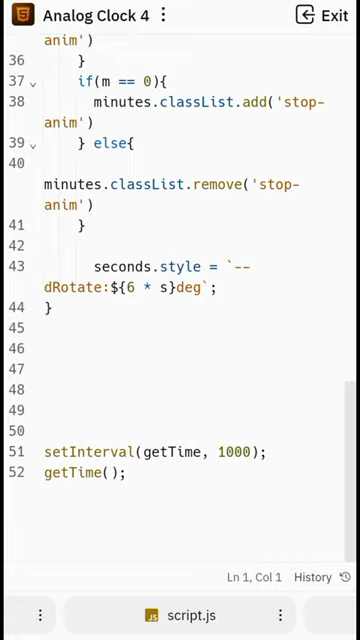 Analog Clock 4
Exit
anim')
36 }
37 if(m == 0){
38 minutes.classList.add('stop-
anim')
39 } else{
40
minutes.classList.remove('stop-
anim')
41 }
42
43 seconds.style = `--
dRotate:${6 * s}deg`;
44 }
45
46
47
48
49
50
51 setInterval(getTime, 1000);
52 getTime();
Ln 1, Col 1 History
JS script.js